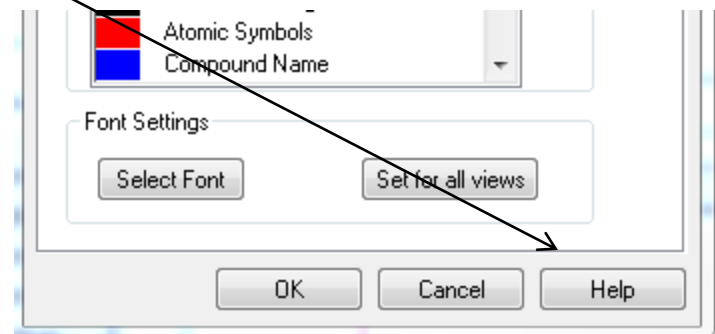 Atomic Symbols
Compound Name
Font Settings
Select Font Set for all views
OK Cancel Help